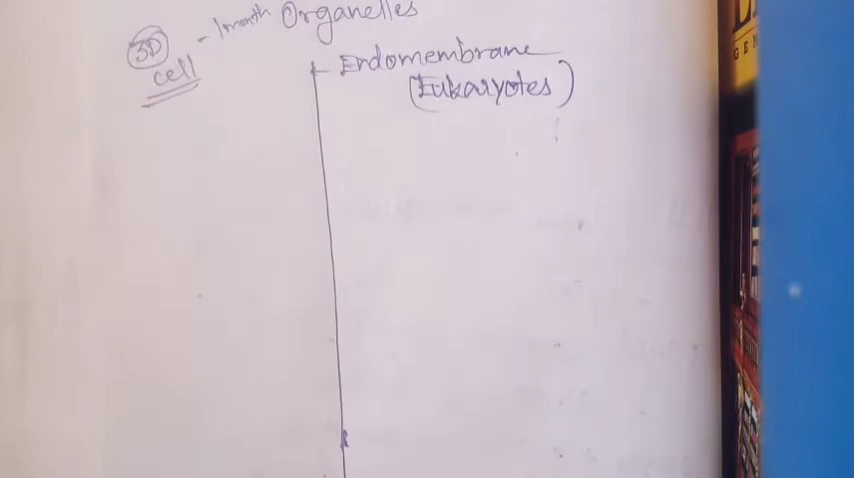 3D - 1month Organelles
cell
Endomembrane
(Eukaryotes)